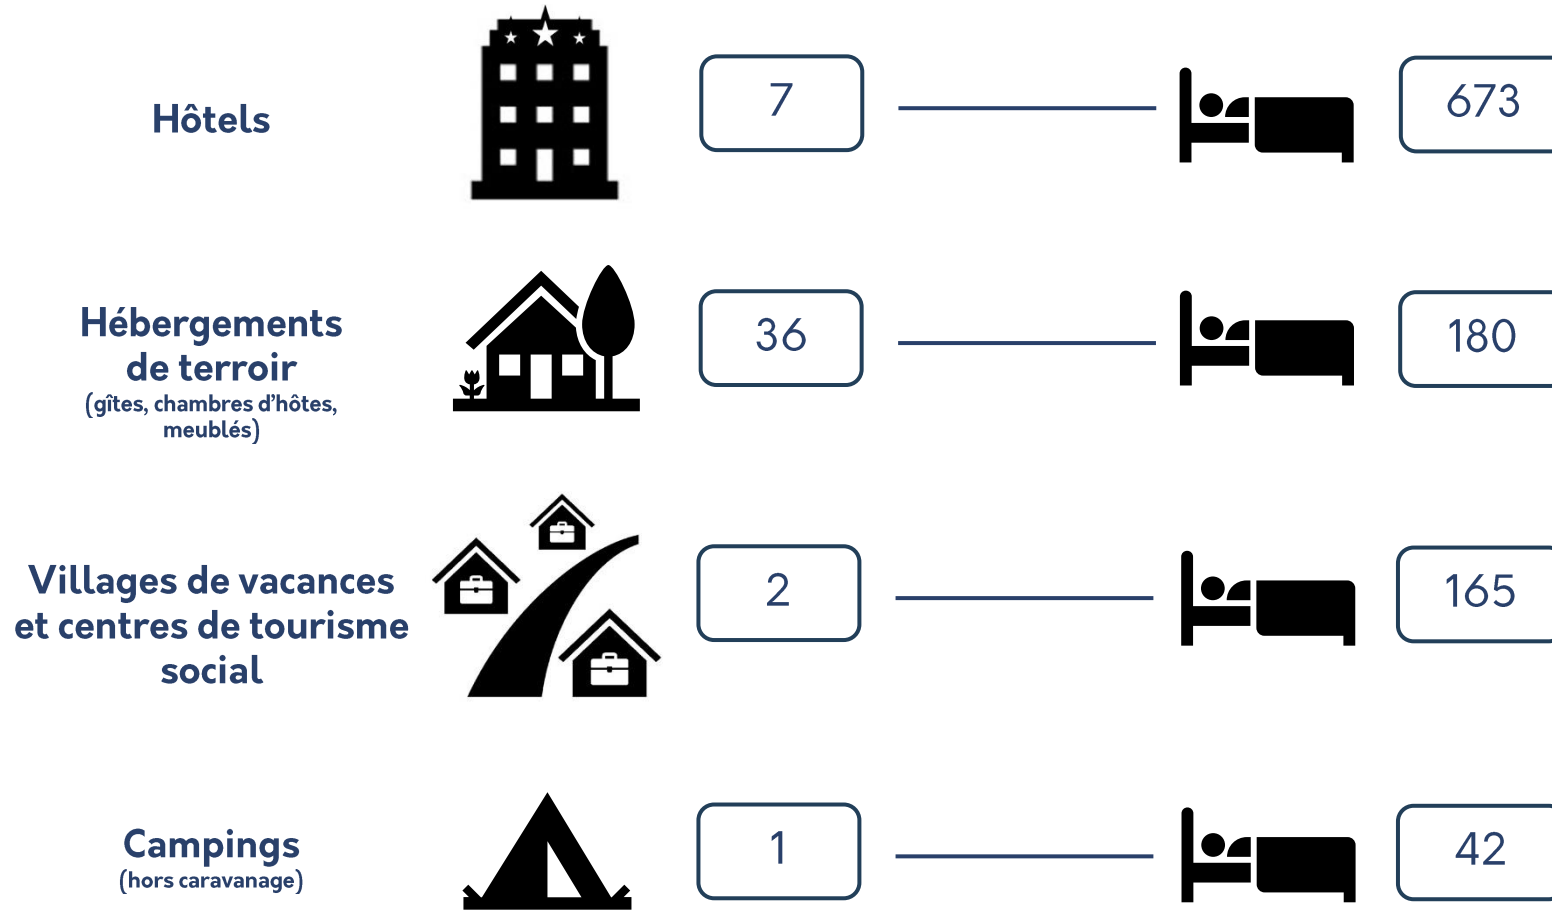 Hôtels
7
673
Hébergements
de terroir
(gîtes, chambres d’hôtes,
meublés)
36
180
Villages de vacances
et centres de tourisme
social
2
165
Campings
(hors caravanage)
1
42